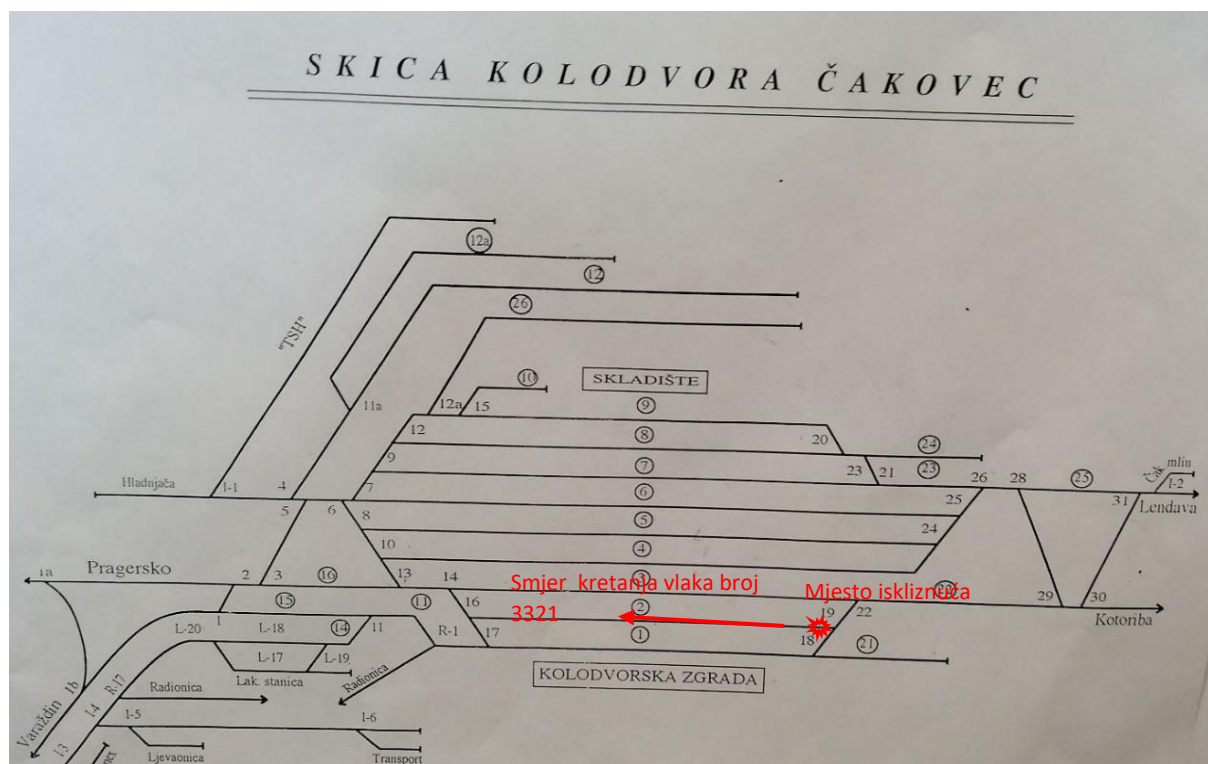 SKICA KOLODVORA ČAKOVEC
12a
12
26
"TSH"
10
SKLADIŠTE
11a
12a
15
9
12
8
20
24
9
7
23
21
23
26
28
25
Čak
mlin
I-2
Hladnjača
I-1
4
7
6
25
31
Lendava
5
6
8
5
24
10
4
1a
Pragersko
2
3
16
13
14
3
Smjer kretanja vlaka broj
3321
Mjesto iskliznuća
29
30
Kotoriba
15
11
16
2
19
22
1
L-20
L-18
14
11
R-1
17
1
18
21
L-17
L-19
Lak. stanica
Radionica
KOLODVORSKA ZGRADA
1b
R-17
Radionica
Varaždin
I-4
I-5
I-6
I-3
Ljevaonica
Transport